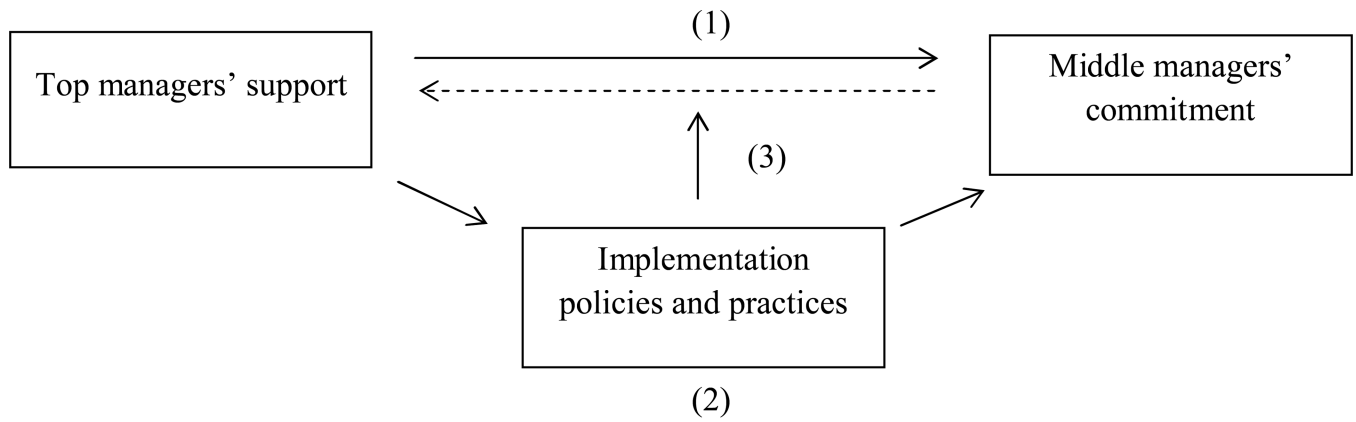 (1)
Top managers’ support
Middle managers’
commitment
(3)
Implementation
policies and practices
(2)